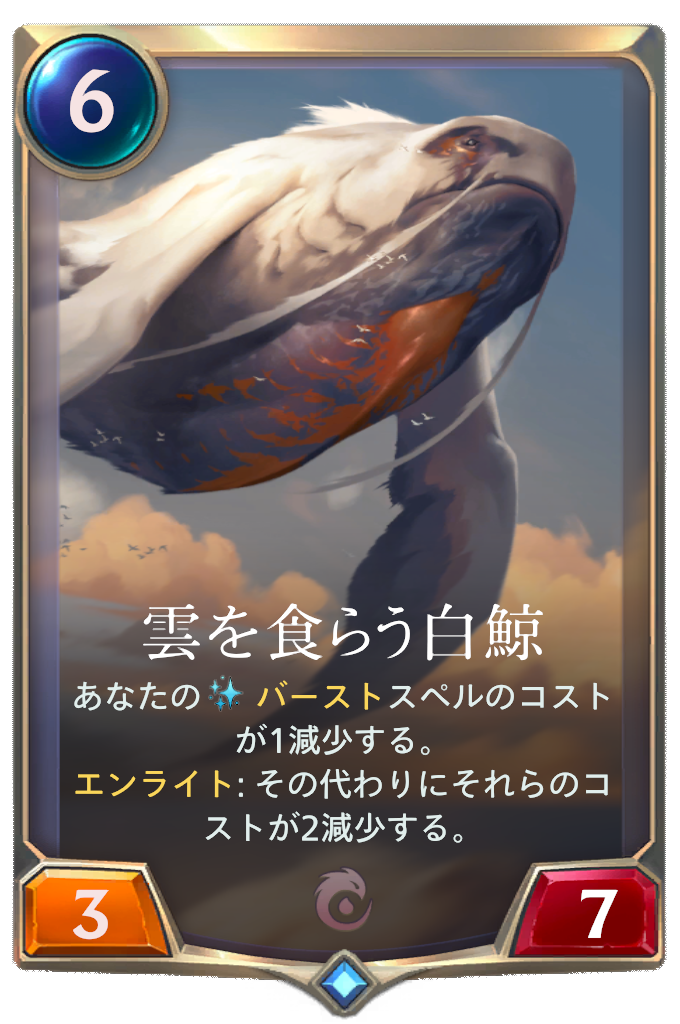 6
雲を食らう白鯨
あなたの バーストスペルのコスト
が1減少する。
エンライト: その代わりにそれらのコ
ストが2減少する。
3
7